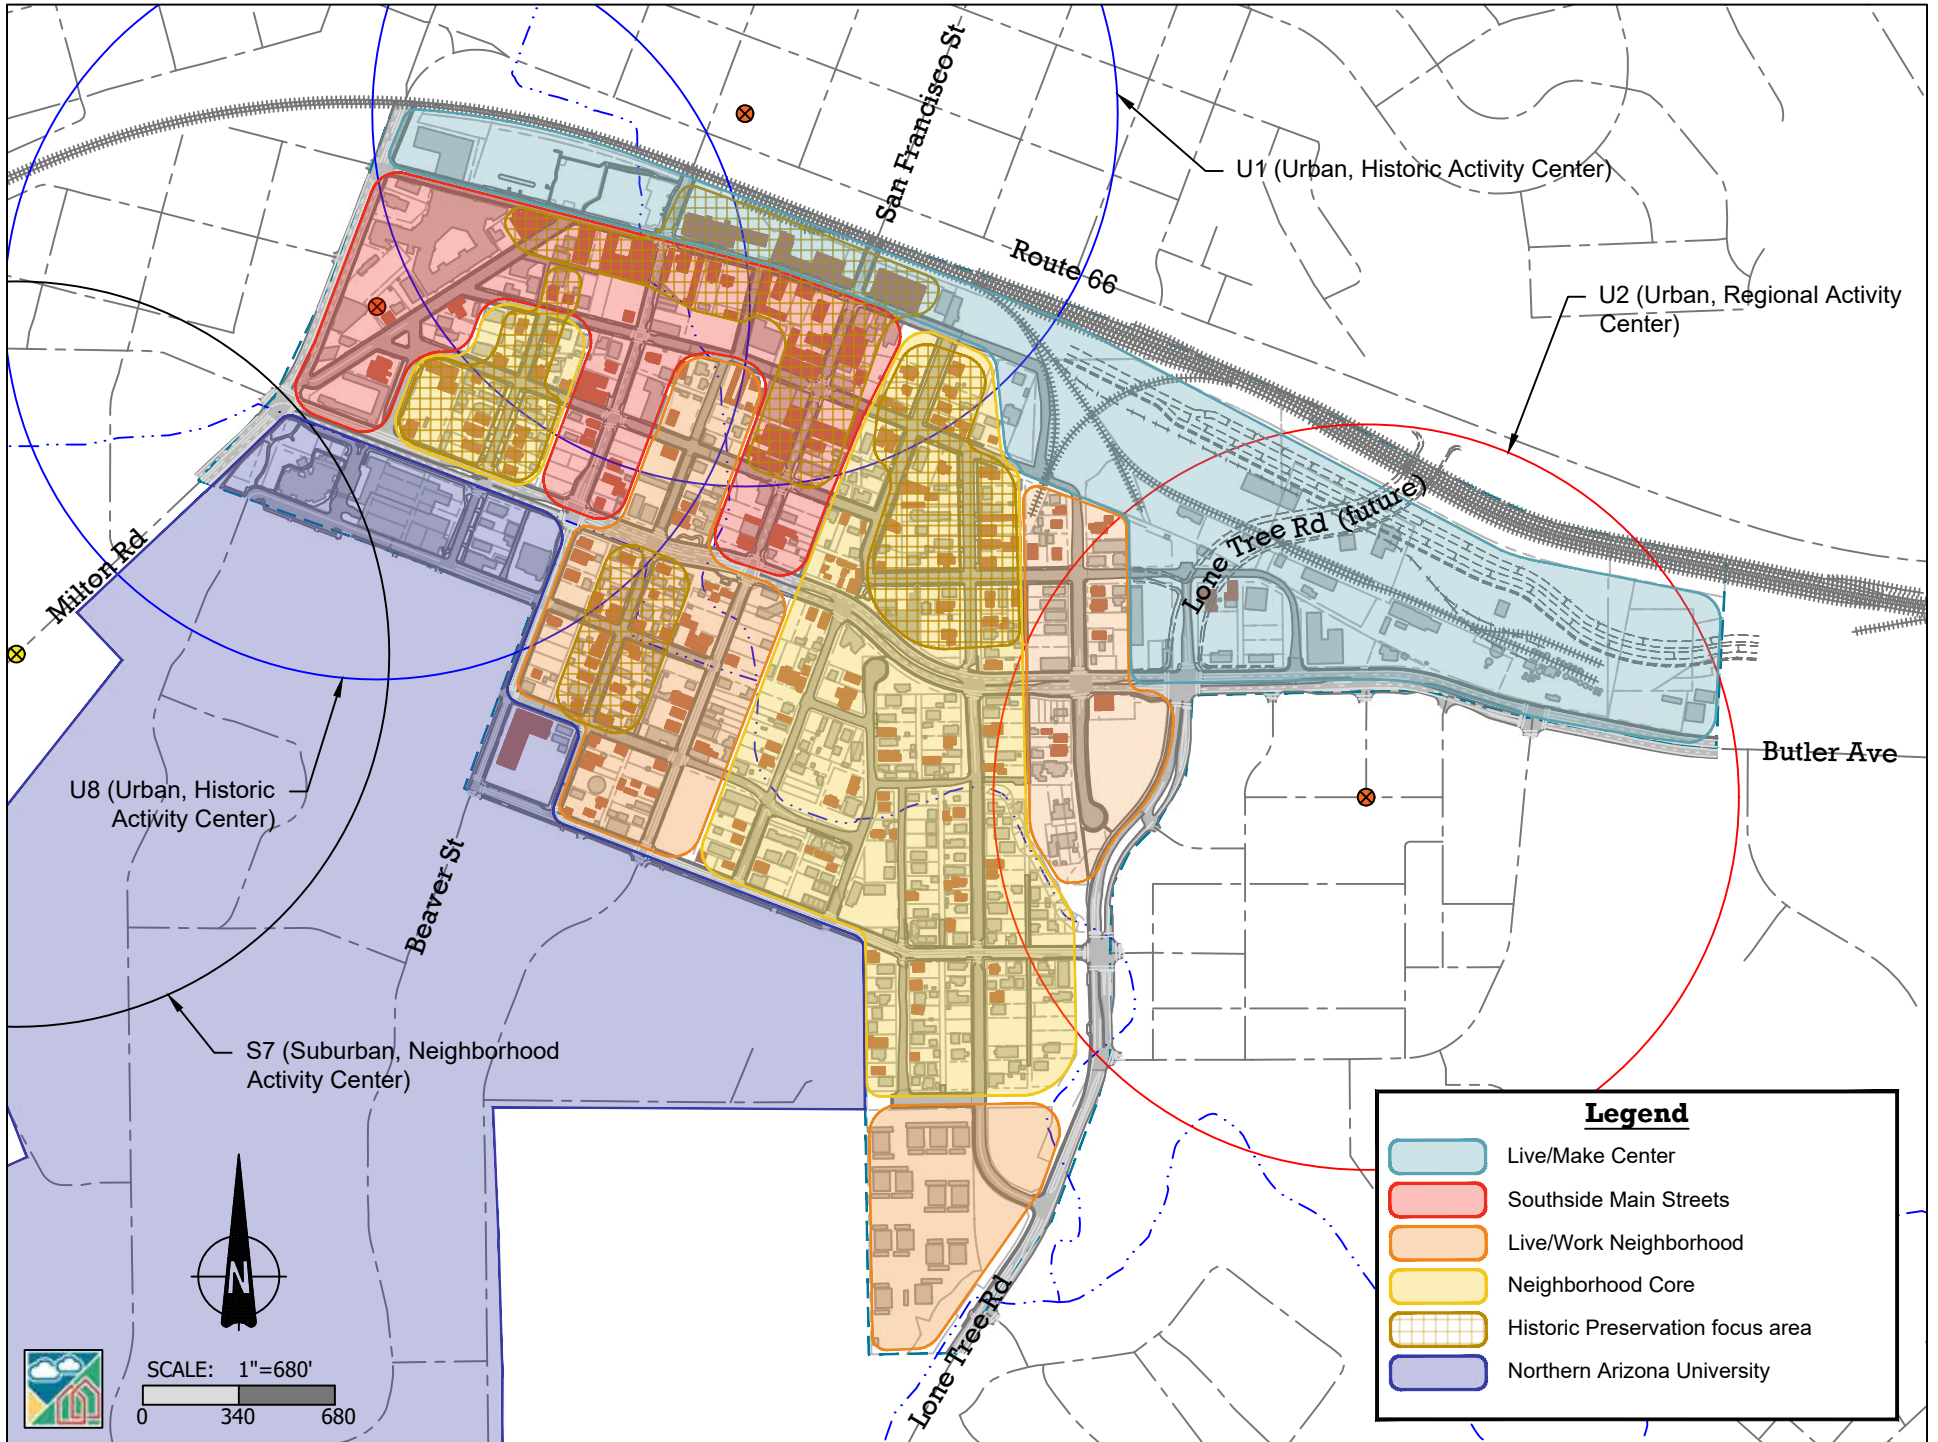 San Francisco St
U1 (Urban, Historic Activity Center)
Route 66
U2 (Urban, Regional Activity
Center)
Lone Tree Rd (future)
Milton Rd
Butler Ave
U8 (Urban, Historic
Activity Center)
Beaver St
S7 (Suburban, Neighborhood
Activity Center)
Lone Tree Rd
N
SCALE: 1"=680'
0 340 680
Legend
Live/Make Center
Southside Main Streets
Live/Work Neighborhood
Neighborhood Core
Historic Preservation focus area
Northern Arizona University